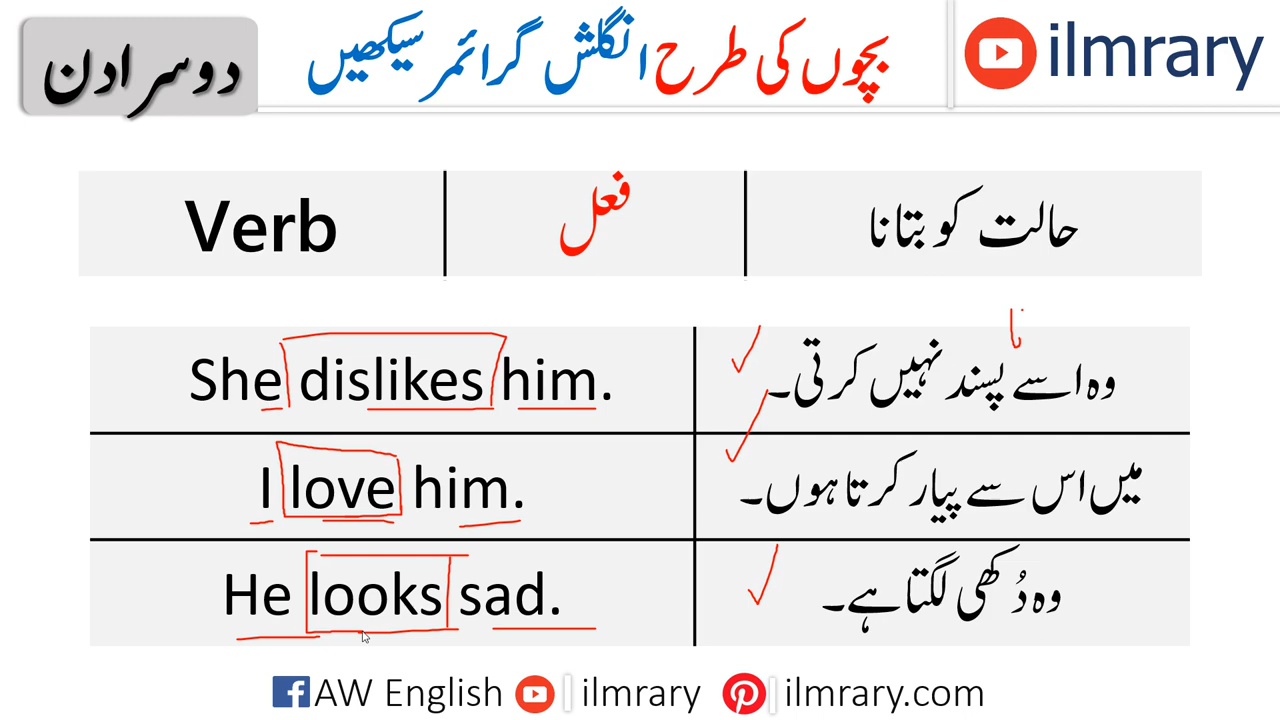 دوسرا دن بچوں کی طرح انگلش گرائمر سیکھیں ilmrary
Verb فعل حالت کو بتانا
She dislikes him. وہ اسے پسند نہیں کرتی۔
I love him. میں اس سے پیار کرتا ہوں۔
He looks sad. وہ دُکھی لگتا ہے۔
AW English | ilmrary | ilmrary.com